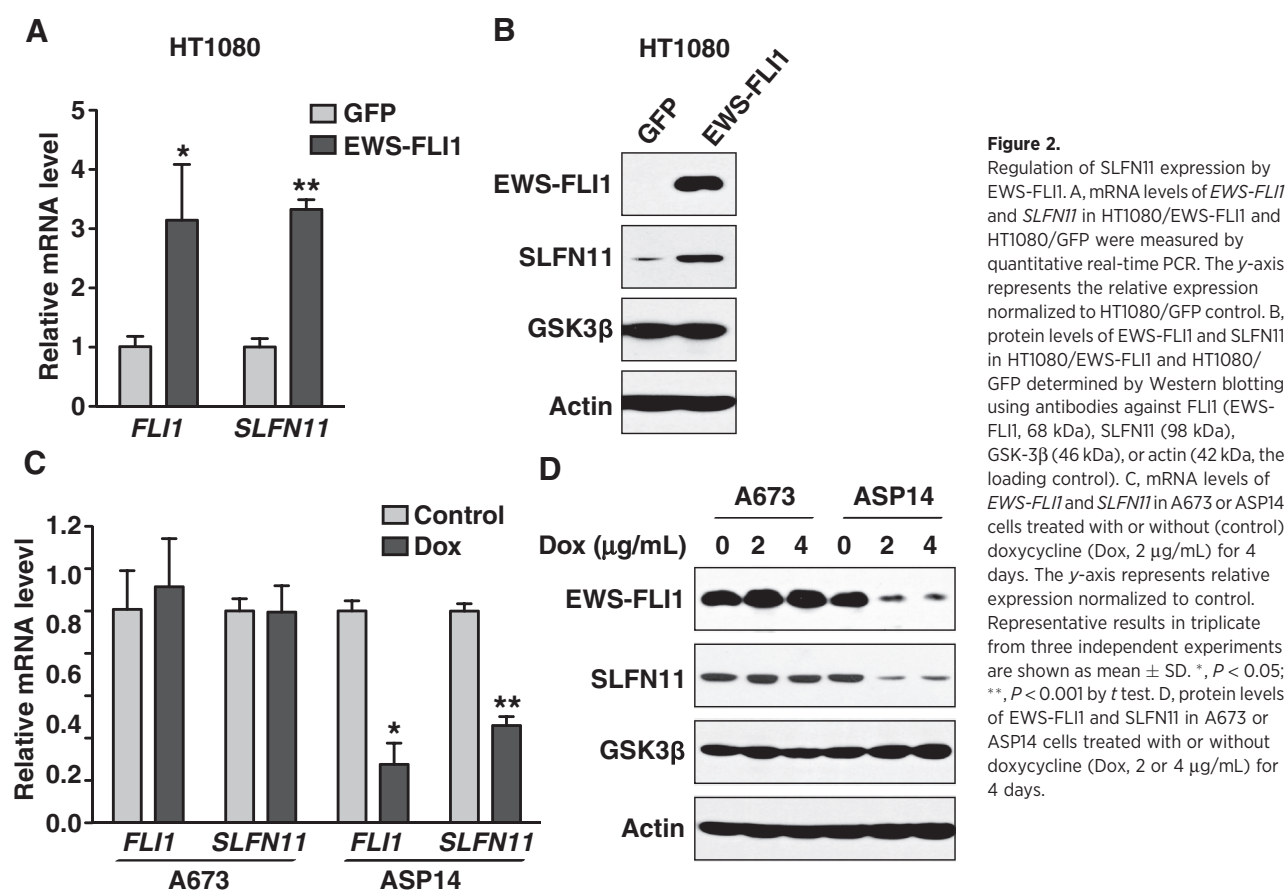 A
HT1080
Relative mRNA level
5
4
3
2
1
0
GFP
EWS-FLI1
*
**
FLI1
SLFN11
B
HT1080
GFP
EWS-FLI1
EWS-FLI1
SLFN11
GSK3β
Actin
C
Relative mRNA level
1.2
1.0
0.8
0.6
0.4
0.2
0.0
Control
Dox
*
**
FLI1
SLFN11
FLI1
SLFN11
A673
ASP14
D
A673
ASP14
Dox (μg/mL)
0 2 4 0 2 4
EWS-FLI1
SLFN11
GSK3β
Actin
Figure 2.
Regulation of SLFN11 expression by
EWS-FLI1. A, mRNA levels of EWS-FLI1
and SLFN11 in HT1080/EWS-FLI1 and
HT1080/GFP were measured by
quantitative real-time PCR. The y-axis
represents the relative expression
normalized to HT1080/GFP control. B,
protein levels of EWS-FLI1 and SLFN11
in HT1080/EWS-FLI1 and HT1080/
GFP determined by Western blotting
using antibodies against FLI1 (EWS-
FLI1, 68 kDa), SLFN11 (98 kDa),
GSK-3β (46 kDa), or actin (42 kDa, the
loading control). C, mRNA levels of
EWS-FLI1 and SLFN11 in A673 or ASP14
cells treated with or without (control)
doxycycline (Dox, 2 μg/mL) for 4
days. The y-axis represents relative
expression normalized to control.
Representative results in triplicate
from three independent experiments
are shown as mean ± SD. *, P < 0.05;
**, P < 0.001 by t test. D, protein levels
of EWS-FLI1 and SLFN11 in A673 or
ASP14 cells treated with or without
doxycycline (Dox, 2 or 4 μg/mL) for
4 days.